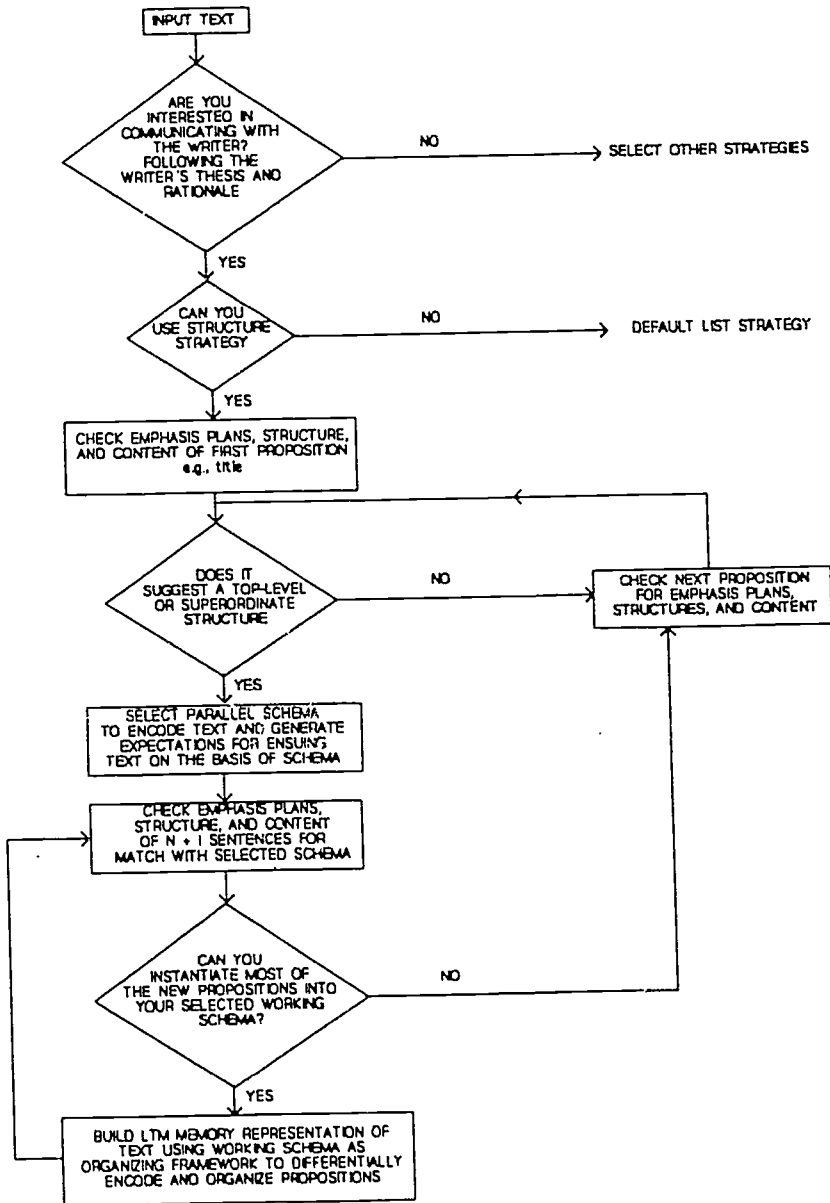 INPUT TEXT
ARE YOU
INTERESTED IN
COMMUNICATING WITH
THE WRITER?
FOLLOWING THE
WRITER'S THESIS AND
RATIONALE
NO
SELECT OTHER STRATEGIES
YES
CAN YOU
USE STRUCTURE
STRATEGY
NO
DEFAULT LIST STRATEGY
YES
CHECK EMPHASIS PLANS, STRUCTURE,
AND CONTENT OF FIRST PROPOSITION
e.g., title
DOES IT
SUGGEST A TOP-LEVEL
OR SUPERORDINATE
STRUCTURE
NO
CHECK NEXT PROPOSITION
FOR EMPHASIS PLANS,
STRUCTURES, AND CONTENT
YES
SELECT PARALLEL SCHEMA
TO ENCODE TEXT AND GENERATE
EXPECTATIONS FOR ENSUING
TEXT ON THE BASIS OF SCHEMA
CHECK EMPHASIS PLANS,
STRUCTURE, AND CONTENT
OF N + 1 SENTENCES FOR
MATCH WITH SELECTED SCHEMA
CAN YOU
INSTANTIATE MOST OF
THE NEW PROPOSITIONS INTO
YOUR SELECTED WORKING
SCHEMA?
NO
YES
BUILD LTM MEMORY REPRESENTATION OF
TEXT USING WORKING SCHEMA AS
ORGANIZING FRAMEWORK TO DIFFERENTIALLY
ENCODE AND ORGANIZE PROPOSITIONS